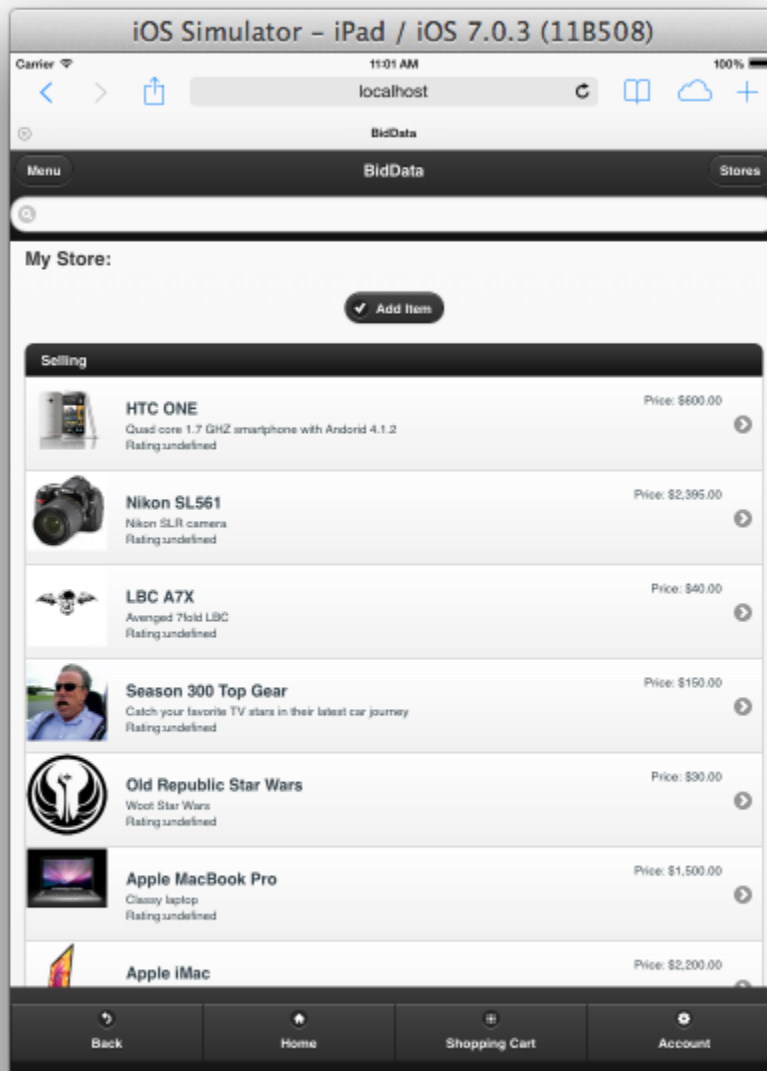 iOS Simulator – iPad / iOS 7.0.3 (11B508)
Carrier 11:01 AM 100%
localhost
BidData
Menu BidData Stores
My Store:
Add Item
Selling
HTC ONE Price: $600.00
Quad core 1.7 GHZ smartphone with Andorid 4.1.2
Rating:undefined
Nikon SL561 Price: $2,395.00
Nikon SLR camera
Rating:undefined
LBC A7X Price: $40.00
Avenged 7fold LBC
Rating:undefined
Season 300 Top Gear Price: $150.00
Catch your favorite TV stars in their latest car journey
Rating:undefined
Old Republic Star Wars Price: $30.00
Woot Star Wars
Rating:undefined
Apple MacBook Pro Price: $1,500.00
Classy laptop
Rating:undefined
Apple iMac Price: $2,200.00
Back Home Shopping Cart Account